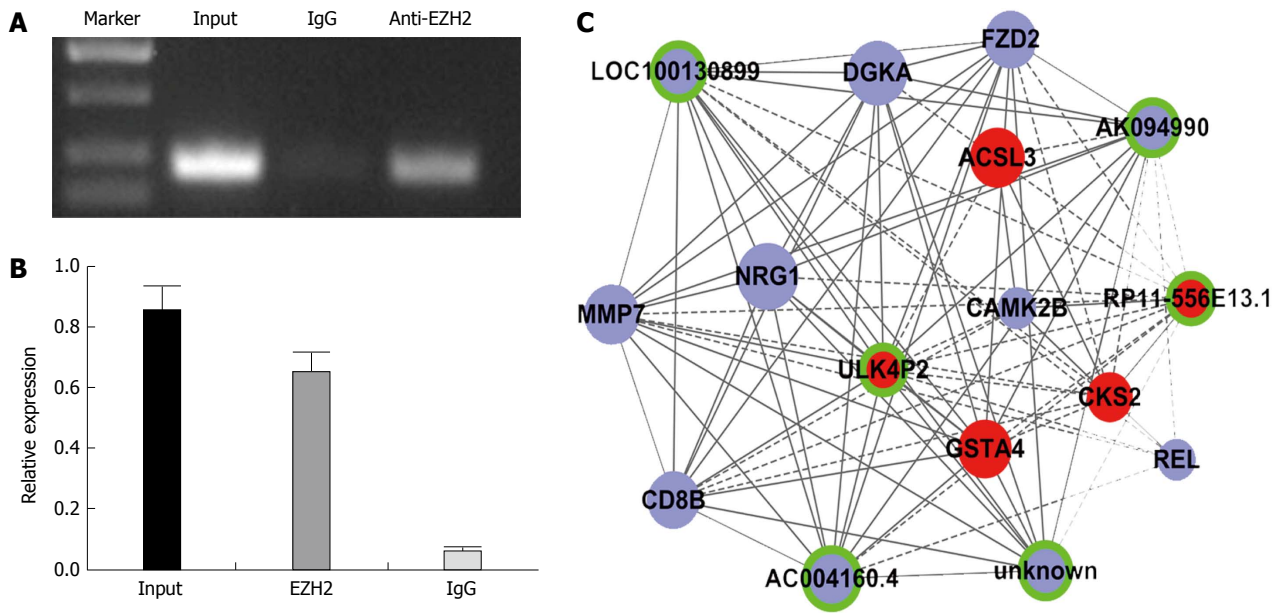 A
Marker Input IgG Anti-EZH2
B
Relative expression
1.0
0.8
0.6
0.4
0.2
0.0
Input EZH2 IgG
C
FZD2
LOC100130899
DGKA
AK094990
ACSL3
NRG1
RP11-556E13.1
MMP7
CAMK2B
ULK4P2
CKS2
GSTA4
REL
CD8B
AC004160.4
unknown